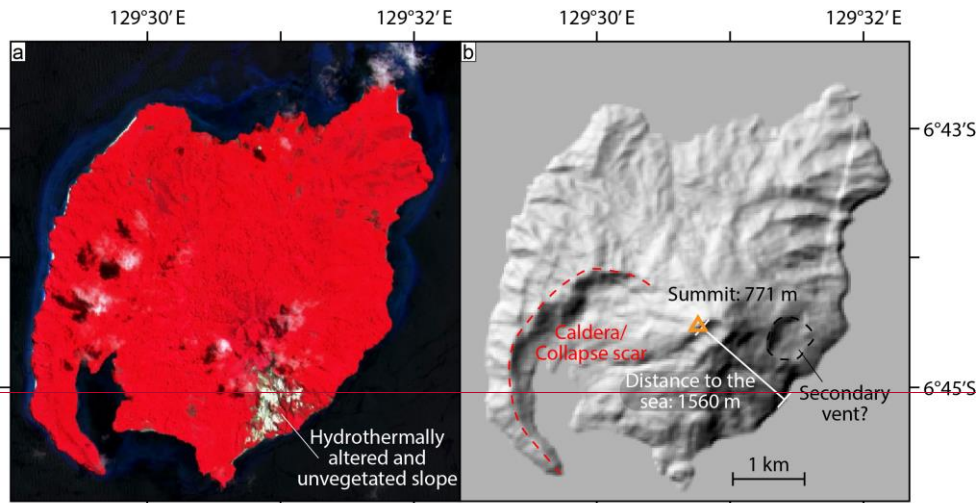 129°30′ E
129°32′ E
129°30′ E
129°32′ E
a
b
6°43′S
Summit: 771 m
Caldera/
Collapse scar
Distance to the
sea: 1560 m
6°45′S
Secondary
vent?
Hydrothermally
altered and
unvegetated slope
1 km